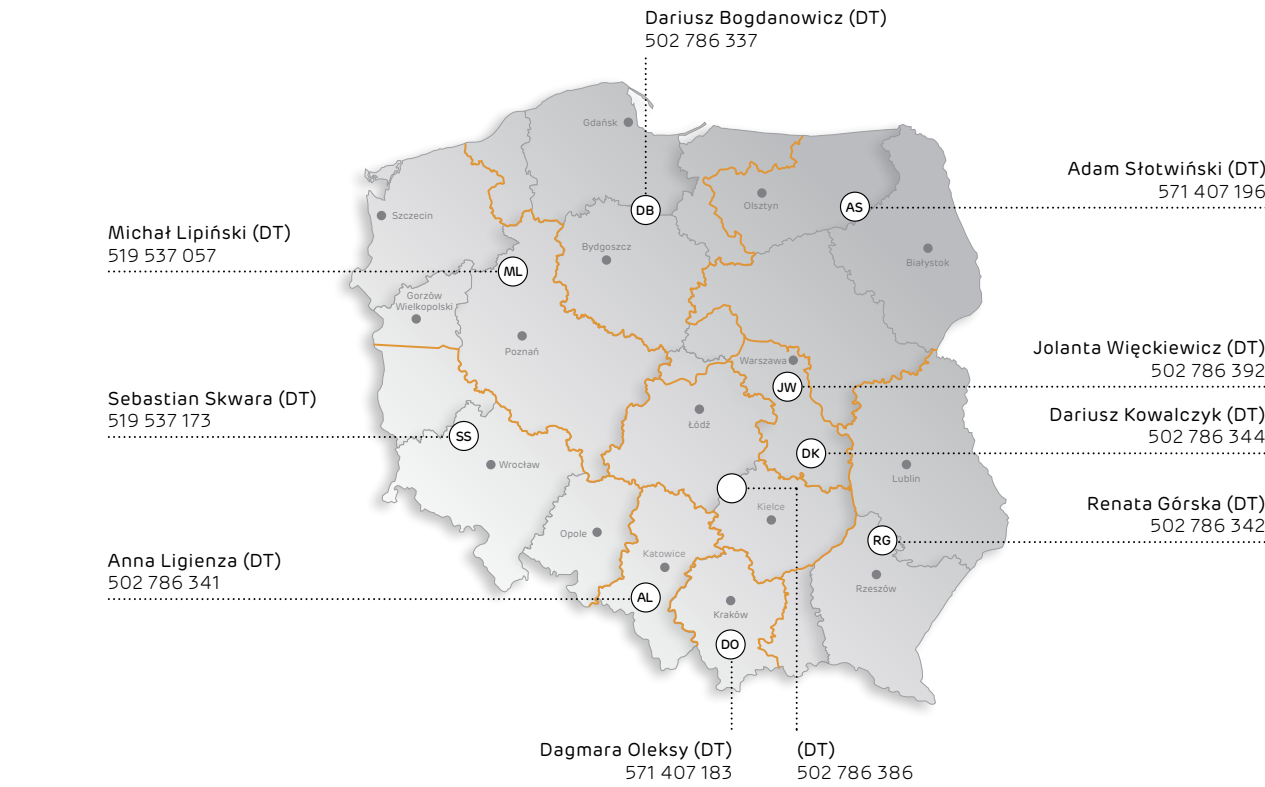 Dariusz Bogdanowicz (DT)
502 786 337
Gdańsk
Adam Słotwiński (DT)
571 407 196
Olsztyn
AS
DB
Szczecin
Michał Lipiński (DT)
519 537 057
Bydgoszcz
Białystok
ML
Gorzów
Wielkopolski
Poznań
Jolanta Więckiewicz (DT)
502 786 392
Warszawa
JW
Sebastian Skwara (DT)
519 537 173
Łódź
Dariusz Kowalczyk (DT)
502 786 344
SS
DK
Wrocław
Lublin
Renata Górska (DT)
502 786 342
Kielce
Opole
RG
Katowice
Anna Ligienza (DT)
502 786 341
Rzeszów
AL
Kraków
DO
Dagmara Oleksy (DT)
571 407 183
(DT)
502 786 386